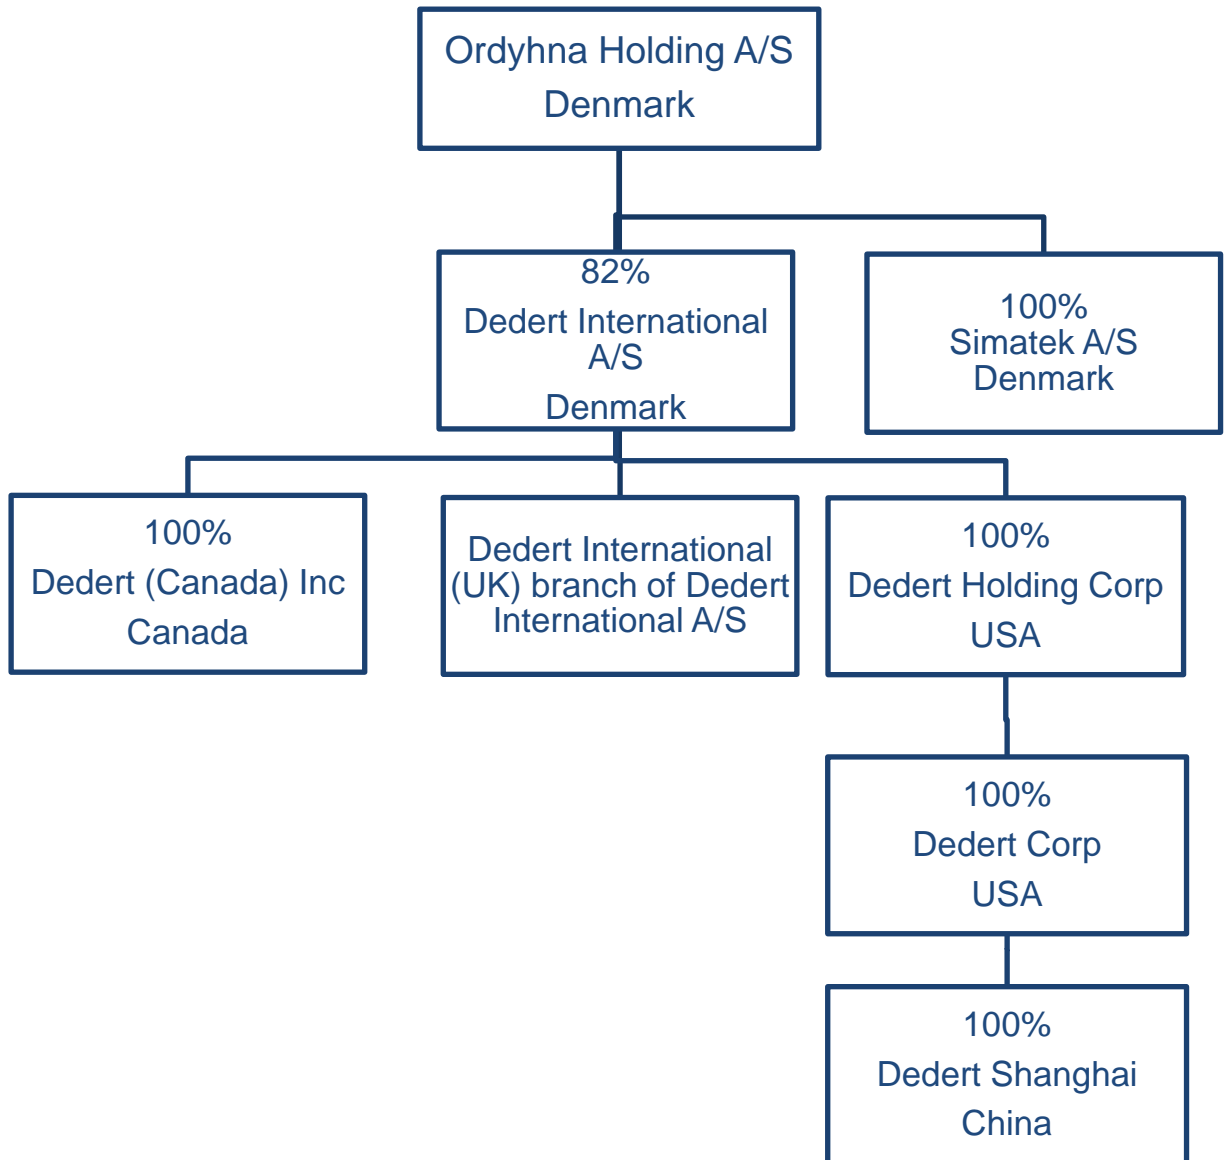 Ordyhna Holding A/S
Denmark
82%
Dedert International
A/S
Denmark
100%
Simatek A/S
Denmark
100%
Dedert (Canada) Inc
Canada
Dedert International
(UK) branch of Dedert
International A/S
100%
Dedert Holding Corp
USA
100%
Dedert Corp
USA
100%
Dedert Shanghai
China